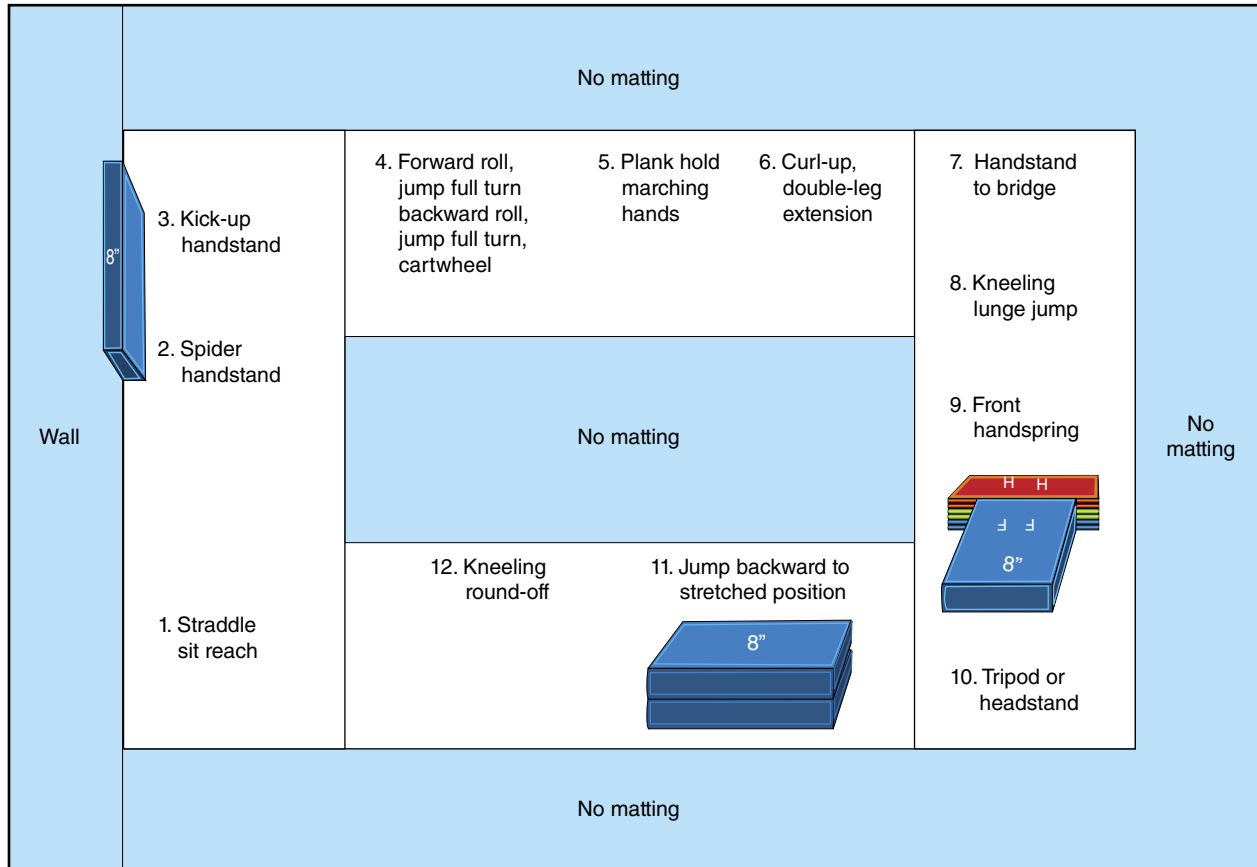 No matting
4. Forward roll,
jump full turn
backward roll,
jump full turn,
cartwheel
5. Plank hold
marching
hands
6. Curl-up,
double-leg
extension
7. Handstand
to bridge
3. Kick-up
handstand
8"
2. Spider
handstand
8. Kneeling
lunge jump
9. Front
handspring
Wall
No matting
No
matting
H H
F F
8"
12. Kneeling
round-off
11. Jump backward to
stretched position
8"
1. Straddle
sit reach
10. Tripod or
headstand
No matting